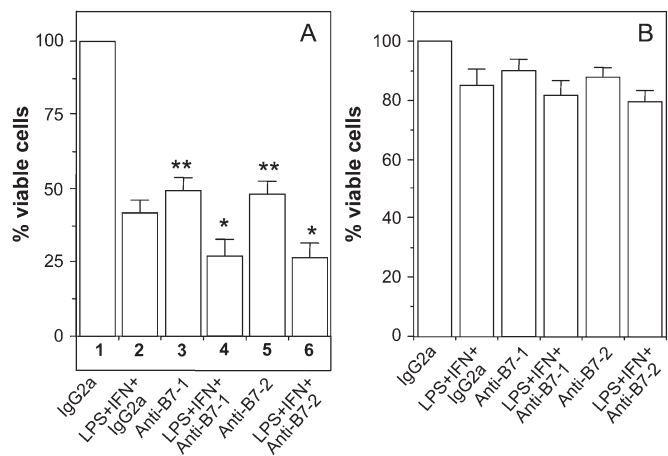 A
% viable cells
100
75
50
25
0
**
*
**
*
1 2 3 4 5 6
IgG2a
LPS+IFN+
IgG2a
Anti-B7-1
LPS+IFN+
Anti-B7-1
Anti-B7-2
LPS+IFN+
Anti-B7-2
B
% viable cells
100
80
60
40
20
0
IgG2a
LPS+IFN+
IgG2a
Anti-B7-1
LPS+IFN+
Anti-B7-1
Anti-B7-2
LPS+IFN+
Anti-B7-2